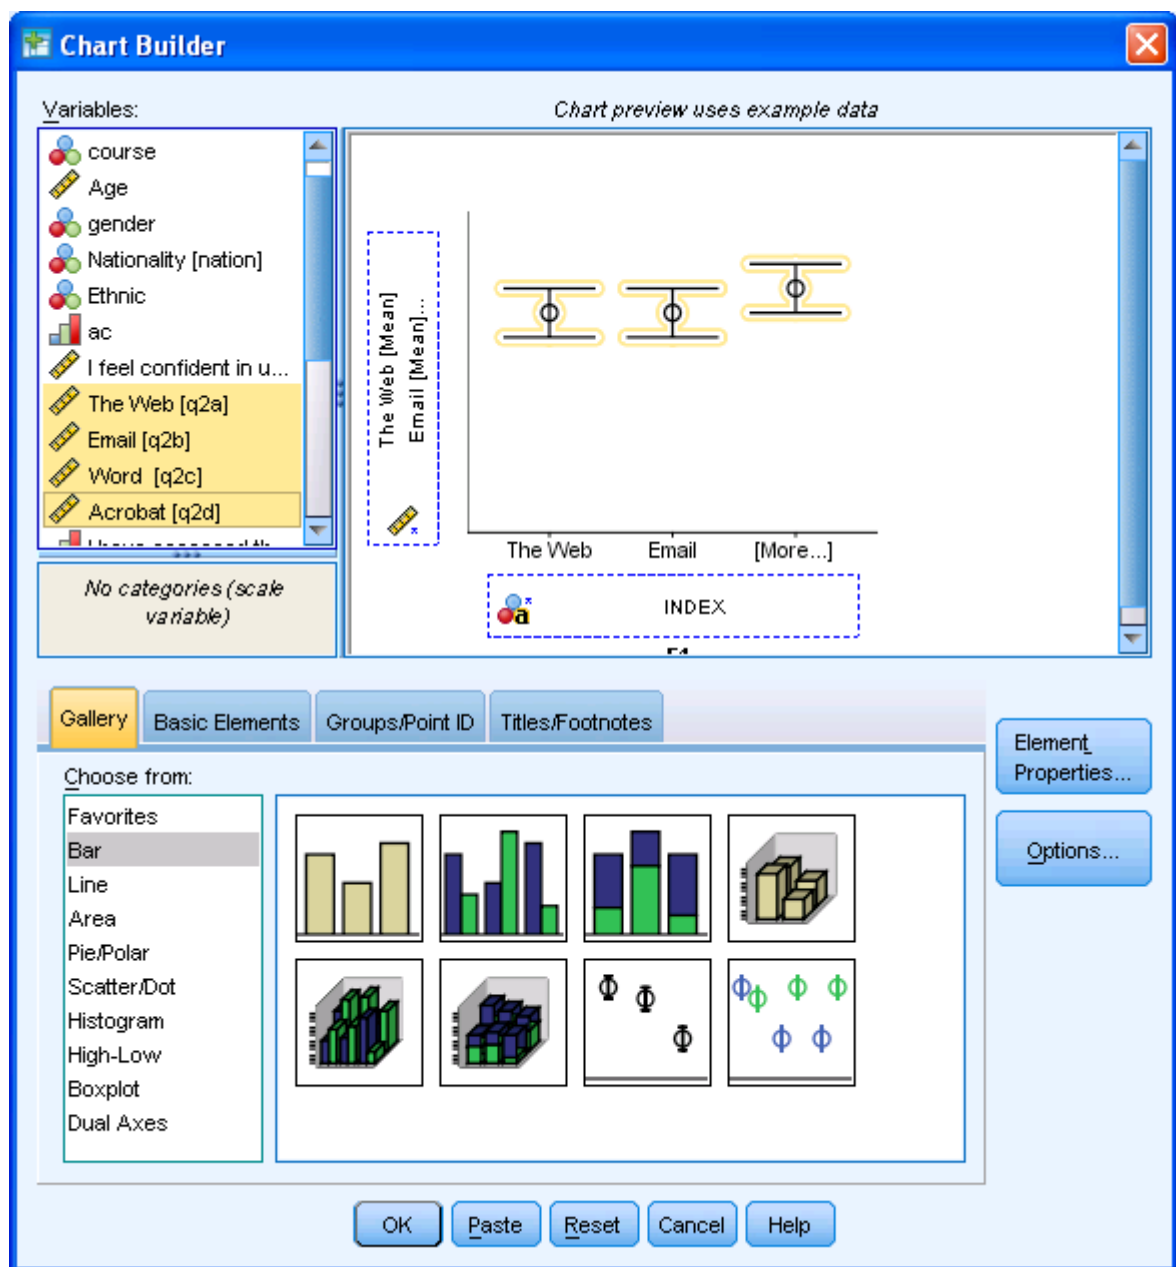 Chart Builder
Variables:
Chart preview uses example data
course
Age
gender
Nationality [nation]
Ethnic
ac
I feel confident in u...
The Web [q2a]
Email [q2b]
Word [q2c]
Acrobat [q2d]
No categories (scale
variable)
The Web [Mean]
Email [Mean]...
The Web
Email
[More...]
a
INDEX
Gallery
Basic Elements
Groups/Point ID
Titles/Footnotes
Choose from:
Favorites
Bar
Line
Area
Pie/Polar
Scatter/Dot
Histogram
High-Low
Boxplot
Dual Axes
Element
Properties...
Options...
OK
Paste
Reset
Cancel
Help